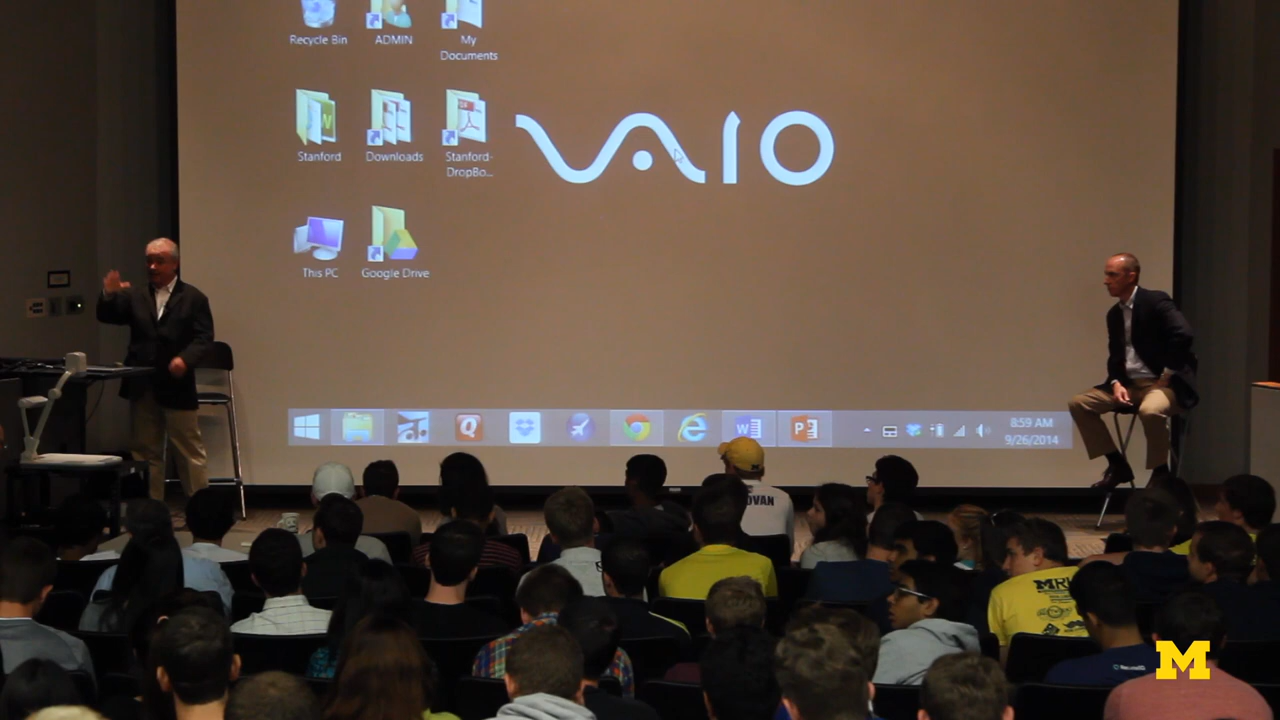 Recycle Bin
ADMIN
My
Documents
Stanford
Downloads
Stanford-
DropBo...
VAIO
This PC
Google Drive
8:59 AM
9/26/2014
OVAN
M